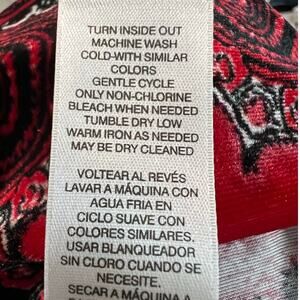 TURN INSIDE OUT
MACHINE WASH
COLD-WITH SIMILAR
COLORS
GENTLE CYCLE
ONLY NON-CHLORINE
BLEACH WHEN NEEDED
TUMBLE DRY LOW
WARM IRON AS NEEDED
MAY BE DRY CLEANED
VOLTEAR AL REVÉS
LAVAR A MÁQUINA CON
AGUA FRIA EN
CICLO SUAVE CON
COLORES SIMILARES.
USAR BLANQUEADOR
SIN CLORO CUANDO SE
NECESITE.
SECAR A MÁQUINA A